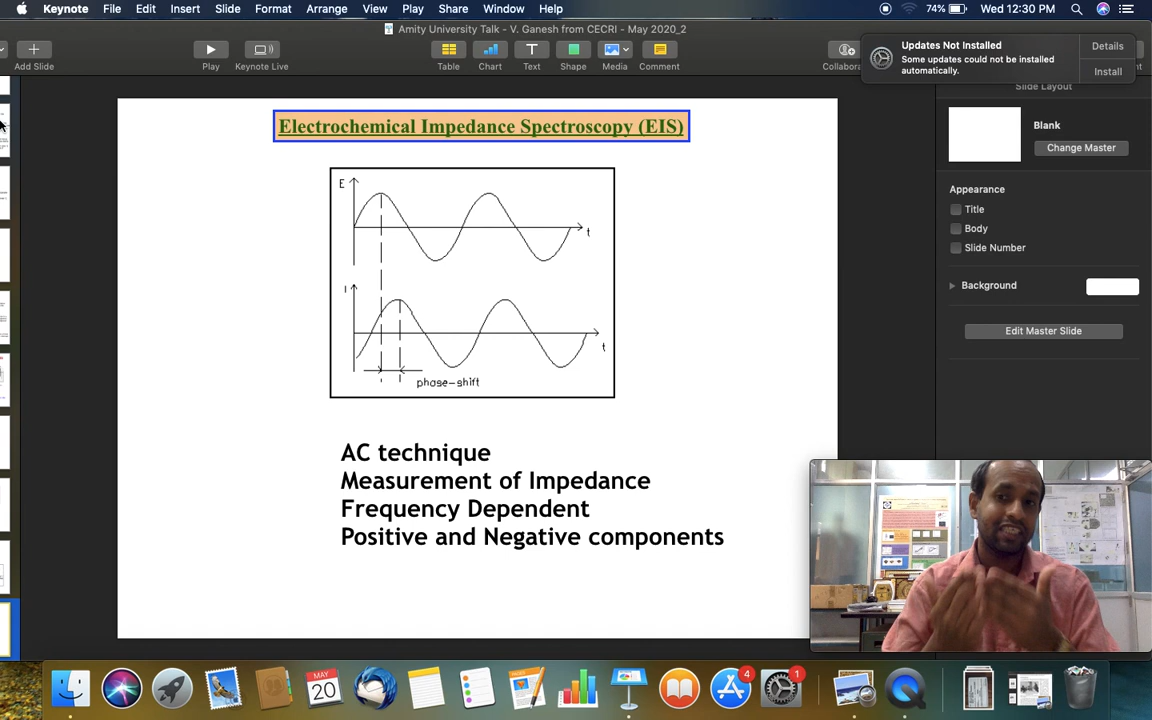 Keynote File Edit Insert Slide Format Arrange View Play Share Window Help 74% Wed 12:30 PM
Amity University Talk - V. Ganesh from CECRI - May 2020_2
Add Slide Play Keynote Live Table Chart Text Shape Media Comment
Updates Not Installed
Some updates could not be installed
automatically.
Details
Install
Slide Layout
Blank
Change Master
Appearance
Title
Body
Slide Number
Background
Edit Master Slide
Electrochemical Impedance Spectroscopy (EIS)
E
t
I
t
phase-shift
AC technique
Measurement of Impedance
Frequency Dependent
Positive and Negative components
MAY
20
4
1